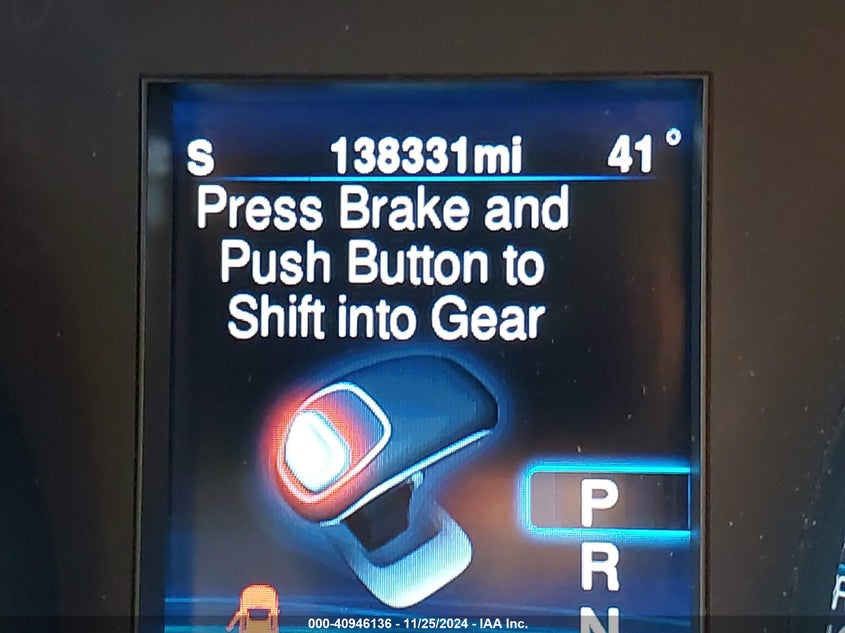 S 138331mi 41°
Press Brake and
Push Button to
Shift into Gear
P
R
N
000-40946136 - 11/25/2024 - IAA Inc.